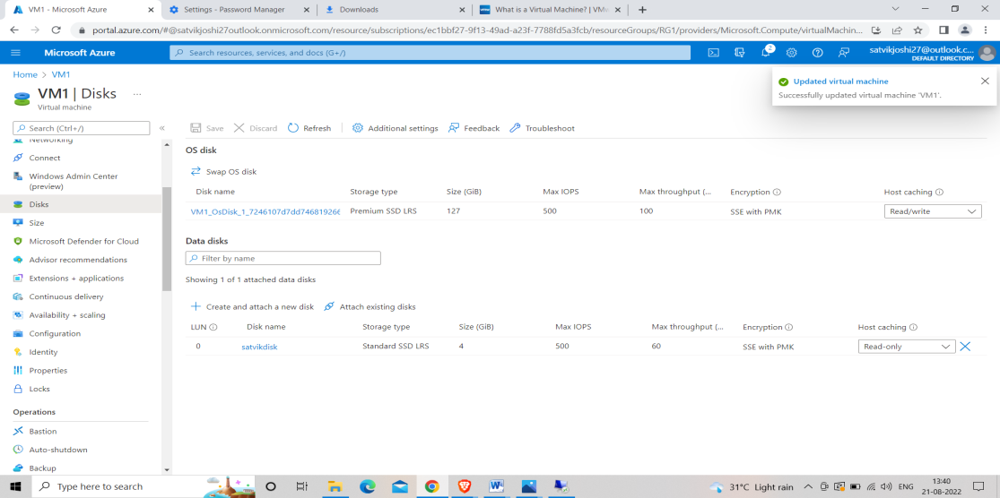 VM1 - Microsoft Azure
Settings - Password Manager
Downloads
What is a Virtual Machine? | VMw
portal.azure.com/#@satvikjoshi27outlook.onmicrosoft.com/resource/subscriptions/ec1bbf27-9f13-49ad-a23f-7788fd5a3fcb/resourceGroups/RG1/providers/Microsoft.Compute/virtualMachin...
Microsoft Azure
Search resources, services, and docs (G+/)
2
satvikjoshi27@outlook.c...
DEFAULT DIRECTORY
Home > VM1
VM1 | Disks ...
Virtual machine
Updated virtual machine
Successfully updated virtual machine 'VM1'.
Search (Ctrl+/)
Save Discard Refresh Additional settings Feedback Troubleshoot
Networking
Connect
Windows Admin Center
(preview)
Disks
Size
Microsoft Defender for Cloud
Advisor recommendations
Extensions + applications
Continuous delivery
Availability + scaling
Configuration
Identity
Properties
Locks
Operations
Bastion
Auto-shutdown
Backup
OS disk
Swap OS disk
Disk name Storage type Size (GiB) Max IOPS Max throughput (... Encryption Host caching
VM1_OsDisk_1_7246107d7dd74681926€ Premium SSD LRS 127 500 100 SSE with PMK Read/write
Data disks
Filter by name
Showing 1 of 1 attached data disks
Create and attach a new disk Attach existing disks
LUN Disk name Storage type Size (GiB) Max IOPS Max throughput (... Encryption Host caching
0 satvikdisk Standard SSD LRS 4 500 60 SSE with PMK Read-only
Type here to search
31°C Light rain
ENG
13:40
21-08-2022